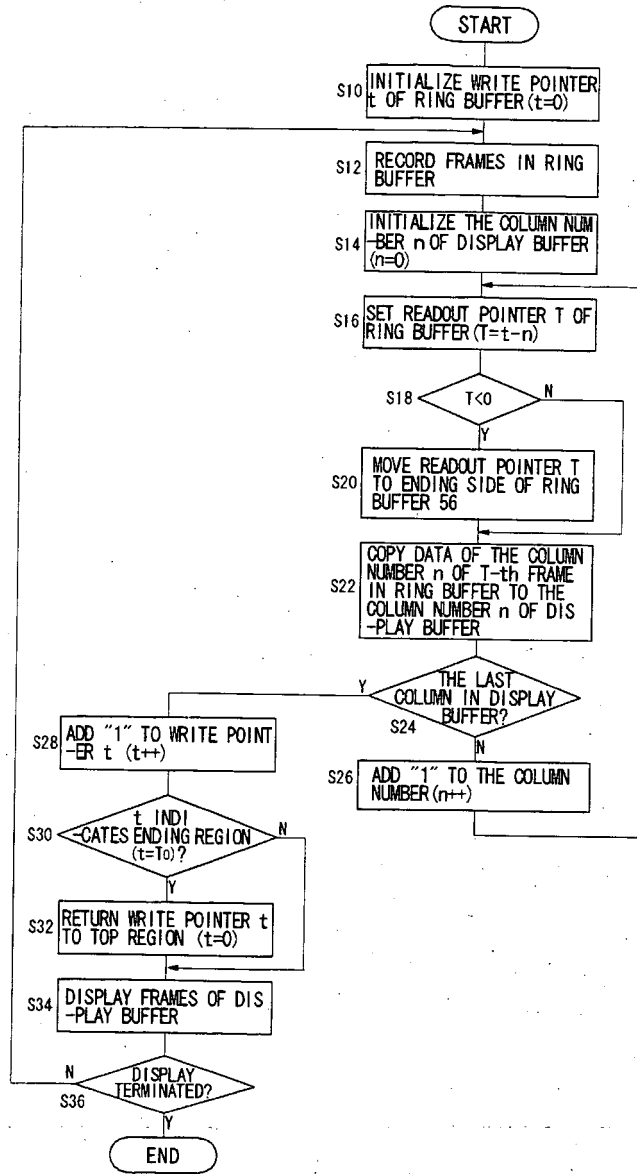 START
S10
INITIALIZE WRITE POINTER
t OF RING BUFFER(t=0)
S12
RECORD FRAMES IN RING
BUFFER
S14
INITIALIZE THE COLUMN NUM
-BER n OF DISPLAY BUFFER
(n=0)
S16
SET READOUT POINTER T OF
RING BUFFER(T=t-n)
S18
T<0
N
Y
S20
MOVE READOUT POINTER T
TO ENDING SIDE OF RING
BUFFER 56
S22
COPY DATA OF THE COLUMN
NUMBER n OF T-th FRAME
IN RING BUFFER TO THE
COLUMN NUMBER n OF DIS
-PLAY BUFFER
Y
THE LAST
COLUMN IN DISPLAY
BUFFER?
S24
N
S26
ADD "1" TO THE COLUMN
NUMBER(n++)
S28
ADD "1" TO WRITE POINT
-ER t (t++)
S30
t INDI
-CATES ENDING REGION
(t=T0)?
N
Y
S32
RETURN WRITE POINTER t
TO TOP REGION (t=0)
S34
DISPLAY FRAMES OF DIS
-PLAY BUFFER
N
DISPLAY
TERMINATED?
S36
Y
END